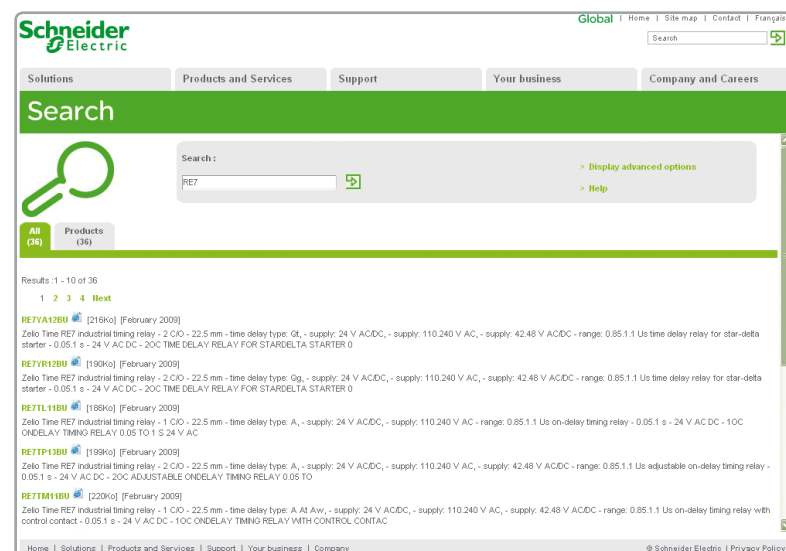 Schneider
Electric
Global | Home | Site map | Contact | Français
Search
Solutions Products and Services Support Your business Company and Careers
Search
Search :
RE7
> Display advanced options
> Help
All
(36)
Products
(36)
Results :1 - 10 of 36
1 2 3 4 Next
RE7YA12BU [216Ko] [February 2009]
Zelio Time RE7 industrial timing relay - 2 C/O - 22.5 mm - time delay type: Qt, - supply: 24 V AC/DC, - supply: 110.240 V AC, - supply: 42.48 V AC/DC - range: 0.85.1.1 Us time delay relay for star-delta
starter - 0.05.1 s - 24 V AC DC - 2OC TIME DELAY RELAY FOR STARDELTA STARTER 0
RE7YR12BU [190Ko] [February 2009]
Zelio Time RE7 industrial timing relay - 2 C/O - 22.5 mm - time delay type: Qg, - supply: 24 V AC/DC, - supply: 110.240 V AC, - supply: 42.48 V AC/DC - range: 0.85.1.1 Us time delay relay for star-delta
starter - 0.05.1 s - 24 V AC DC - 2OC TIME DELAY RELAY FOR STARDELTA STARTER 0
RE7TL11BU [186Ko] [February 2009]
Zelio Time RE7 industrial timing relay - 1 C/O - 22.5 mm - time delay type: A, - supply: 24 V AC/DC, - supply: 110.240 V AC - range: 0.85.1.1 Us on-delay timing relay - 0.05.1 s - 24 V AC DC - 1OC
ONDELAY TIMING RELAY 0.05 TO 1 S 24 V AC
RE7TP13BU [199Ko] [February 2009]
Zelio Time RE7 industrial timing relay - 2 C/O - 22.5 mm - time delay type: A, - supply: 24 V AC/DC, - supply: 110.240 V AC, - supply: 42.48 V AC/DC - range: 0.85.1.1 Us adjustable on-delay timing relay -
0.05.1 s - 24 V AC DC - 2OC ADJUSTABLE ONDELAY TIMING RELAY 0.05 TO
RE7TM11BU [220Ko] [February 2009]
Zelio Time RE7 industrial timing relay - 1 C/O - 22.5 mm - time delay type: A At Aw, - supply: 24 V AC/DC, - supply: 110.240 V AC, - supply: 42.48 V AC/DC - range: 0.85.1.1 Us on-delay timing relay with
control contact - 0.05.1 s - 24 V AC DC - 1OC ONDELAY TIMING RELAY WITH CONTROL CONTAC
Home | Solutions | Products and Services | Support | Your business | Company © Schneider Electric | Privacy Policy